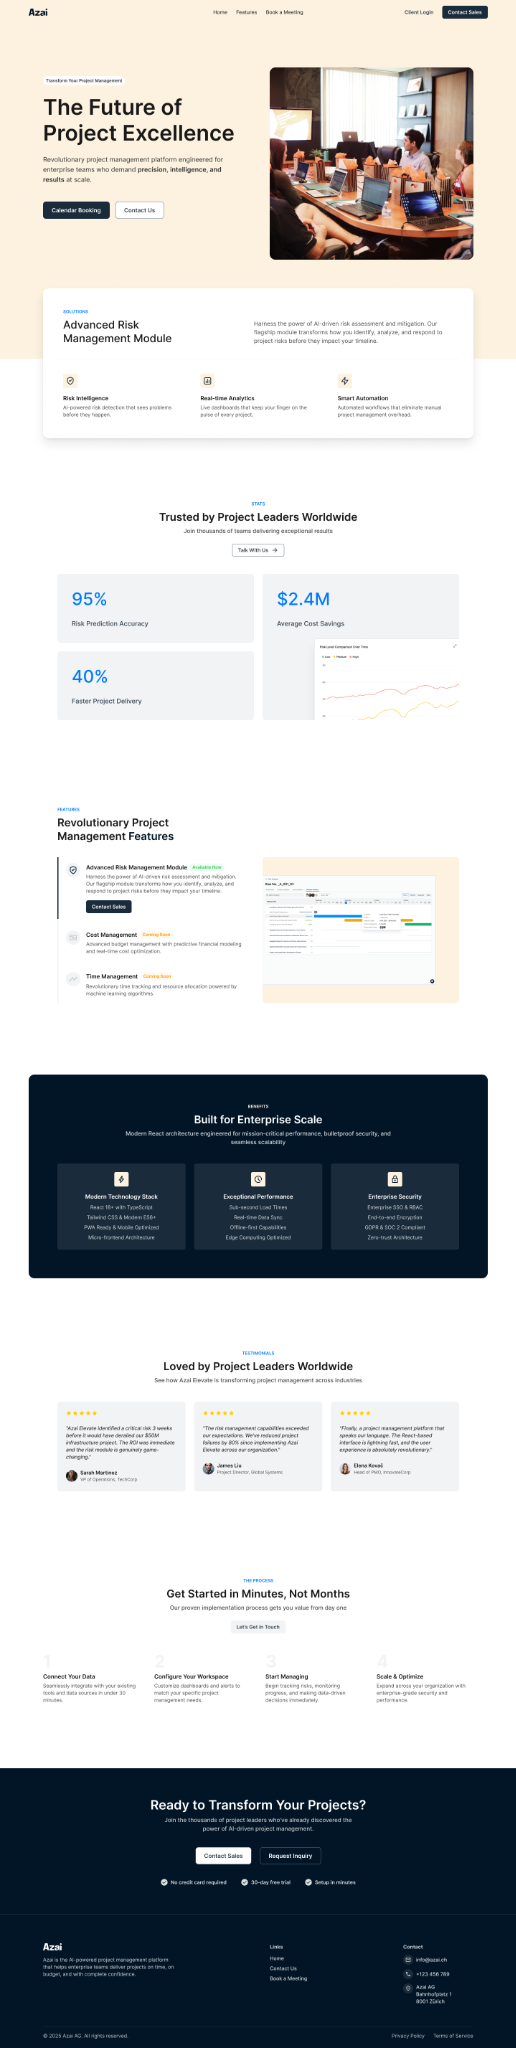 Azai
Home
Features
Book a Meeting
Client Login
Contact Sales
Transform Your Project Management
The Future of
Project Excellence
Revolutionary project management platform engineered for
enterprise teams who demand precision, intelligence, and
results at scale.
Calendar Booking
Contact Us
SOLUTIONS
Advanced Risk
Management Module
Harness the power of AI-driven risk assessment and mitigation. Our
flagship module transforms how you identify, analyze, and respond to
project risks before they impact your timeline.
Risk Intelligence
AI-powered risk detection that sees problems
before they happen.
Real-time Analytics
Live dashboards that keep your finger on the
pulse of every project.
Smart Automation
Automated workflows that eliminate manual
project management overhead.
STATS
Trusted by Project Leaders Worldwide
Join thousands of teams delivering exceptional results
Talk With Us
95%
Risk Prediction Accuracy
$2.4M
Average Cost Savings
Risk Level Comparison Over Time
Low
Medium
High
40%
Faster Project Delivery
FEATURES
Revolutionary Project
Management Features
Advanced Risk Management Module
Available Now
Harness the power of AI-driven risk assessment and mitigation.
Our flagship module transforms how you identify, analyze, and
respond to project risks before they impact your timeline.
Contact Sales
Cost Management
Coming Soon
Advanced budget management with predictive financial modeling
and real-time cost optimization.
Time Management
Coming Soon
Revolutionary time tracking and resource allocation powered by
machine learning algorithms.
BENEFITS
Built for Enterprise Scale
Modern React architecture engineered for mission-critical performance, bulletproof security, and
seamless scalability
Modern Technology Stack
React 18+ with TypeScript
Tailwind CSS & Modern ES6+
PWA Ready & Mobile Optimized
Micro-frontend Architecture
Exceptional Performance
Sub-second Load Times
Real-time Data Sync
Offline-first Capabilities
Edge Computing Optimized
Enterprise Security
Enterprise SSO & RBAC
End-to-end Encryption
GDPR & SOC 2 Compliant
Zero-trust Architecture
TESTIMONIALS
Loved by Project Leaders Worldwide
See how Azai Elevate is transforming project management across industries
"Azai Elevate identified a critical risk 3 weeks
before it would have derailed our $50M
infrastructure project. The ROI was immediate
and the risk module is genuinely game-
changing."
Sarah Martinez
VP of Operations, TechCorp
"The risk management capabilities exceeded
our expectations. We've reduced project
failures by 80% since implementing Azai
Elevate across our organization."
James Liu
Project Director, Global Systems
"Finally, a project management platform that
speaks our language. The React-based
interface is lightning fast, and the user
experience is absolutely revolutionary."
Elena Kovač
Head of PMO, InnovateCorp
THE PROCESS
Get Started in Minutes, Not Months
Our proven implementation process gets you value from day one
Let's Get in Touch
1
Connect Your Data
Seamlessly integrate with your existing
tools and data sources in under 30
minutes.
2
Configure Your Workspace
Customize dashboards and alerts to
match your specific project
management needs.
3
Start Managing
Begin tracking risks, monitoring
progress, and making data-driven
decisions immediately.
4
Scale & Optimize
Expand across your organization with
enterprise-grade security and
performance.
Ready to Transform Your Projects?
Join the thousands of project leaders who've already discovered the
power of AI-driven project management.
Contact Sales
Request Inquiry
No credit card required
30-day free trial
Setup in minutes
Azai
Azai is the AI-powered project management platform
that helps enterprise teams deliver projects on time, on
budget, and with complete confidence.
Links
Home
Contact Us
Book a Meeting
Contact
info@azai.ch
+123 456 789
Azai AG
Bahnhofplatz 1
8001 Zürich
© 2025 Azai AG. All rights reserved.
Privacy Policy
Terms of Service